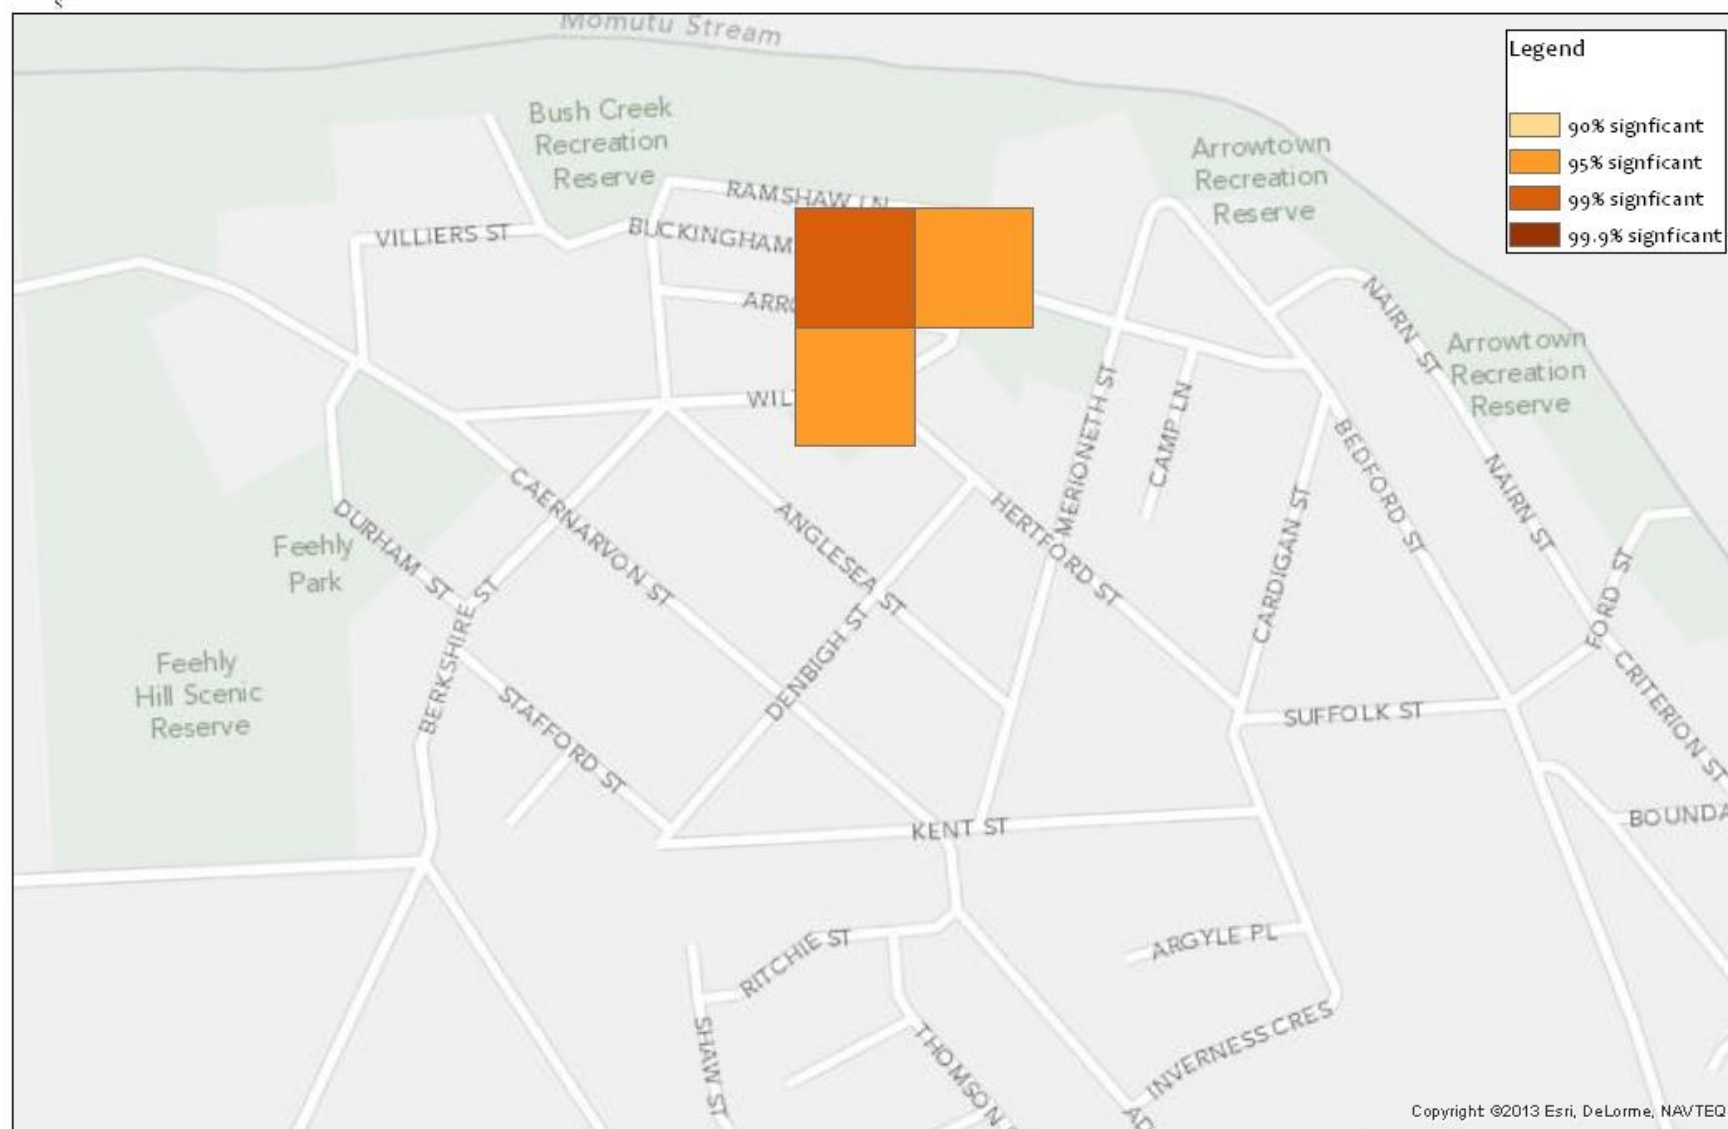 Momutu Stream
Legend
90% signficant
95% signficant
99% signficant
99.9% signficant
Bush Creek
Recreation
Reserve
Arrowtown
Recreation
Reserve
RAMSHAW LN
VILLIERS ST
BUCKINGHAM
ARRO
NAIRN ST
Arrowtown
Recreation
Reserve
WILT
MERIONETH ST
CAMP LN
BEDFORD ST
CAERNARVON ST
ANGLESEA ST
HERTFORD ST
CARDIGAN ST
NAIRN ST
DURHAM ST
Feehly
Park
BERKSHIRE ST
DENBIGH ST
FORD ST
Feehly
Hill Scenic
Reserve
STAFFORD ST
SUFFOLK ST
CRITERION ST
KENT ST
BOUNDA
RITCHIE ST
ARGYLE PL
SHAW ST
THOMSON
INVERNESS CRES
AD
Copyright ©2013 Esri, DeLorme, NAVTEQ